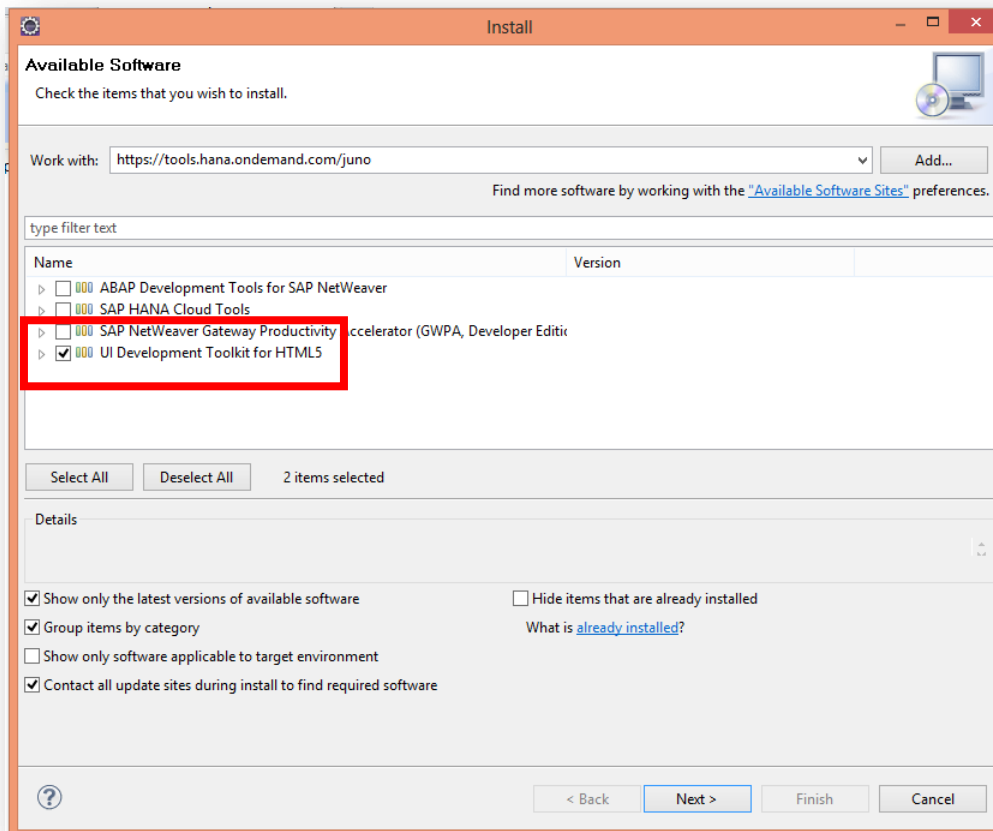 Install
Available Software
Check the items that you wish to install.
Work with: https://tools.hana.ondemand.com/juno Add...
Find more software by working with the "Available Software Sites" preferences.
type filter text
Name Version
ABAP Development Tools for SAP NetWeaver
SAP HANA Cloud Tools
SAP NetWeaver Gateway Productivity ccelerator (GWPA, Developer Editic
UI Development Toolkit for HTML5
Select All Deselect All 2 items selected
Details
Show only the latest versions of available software Hide items that are already installed
Group items by category What is already installed?
Show only software applicable to target environment
Contact all update sites during install to find required software
? < Back Next > Finish Cancel